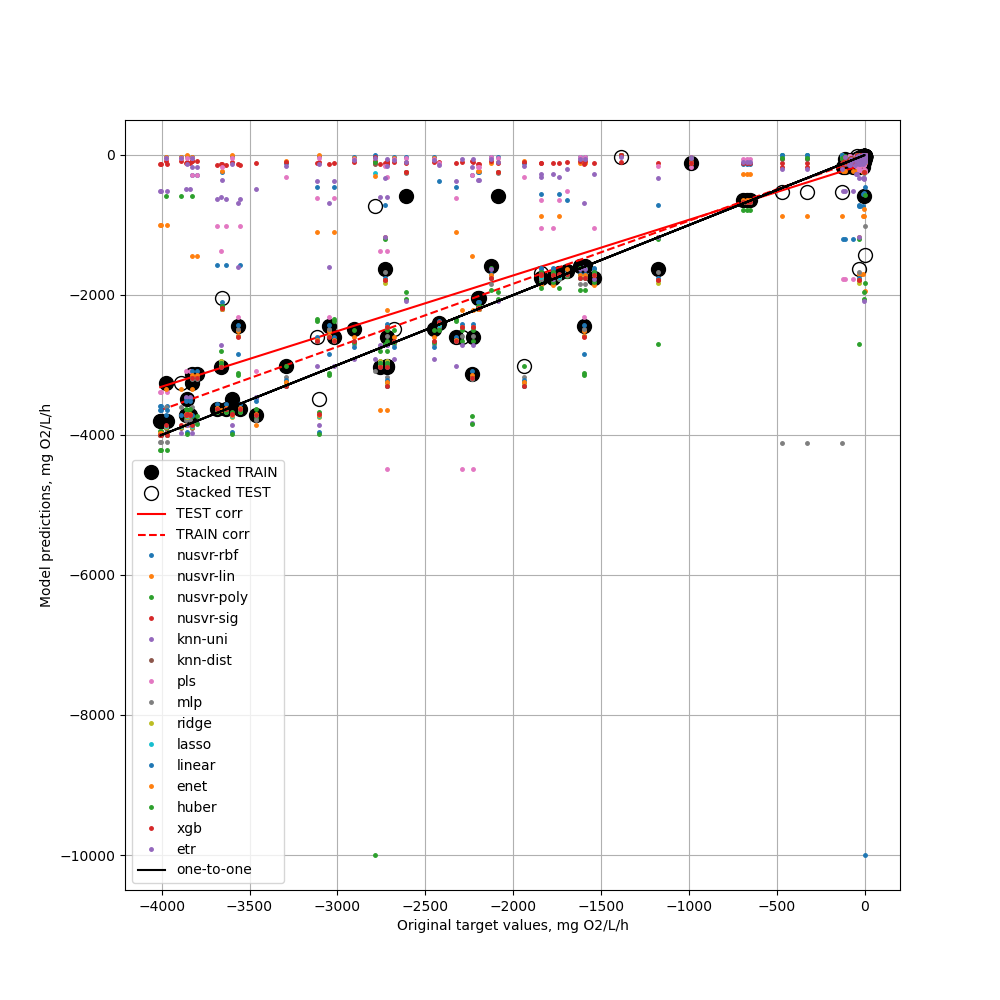 0
−2000
−4000
−6000
−8000
−10000
Model predictions, mg O2/L/h
Stacked TRAIN
Stacked TEST
TEST corr
TRAIN corr
nusvr-rbf
nusvr-lin
nusvr-poly
nusvr-sig
knn-uni
knn-dist
pls
mlp
ridge
lasso
linear
enet
huber
xgb
etr
one-to-one
−4000 −3500 −3000 −2500 −2000 −1500 −1000 −500 0
Original target values, mg O2/L/h